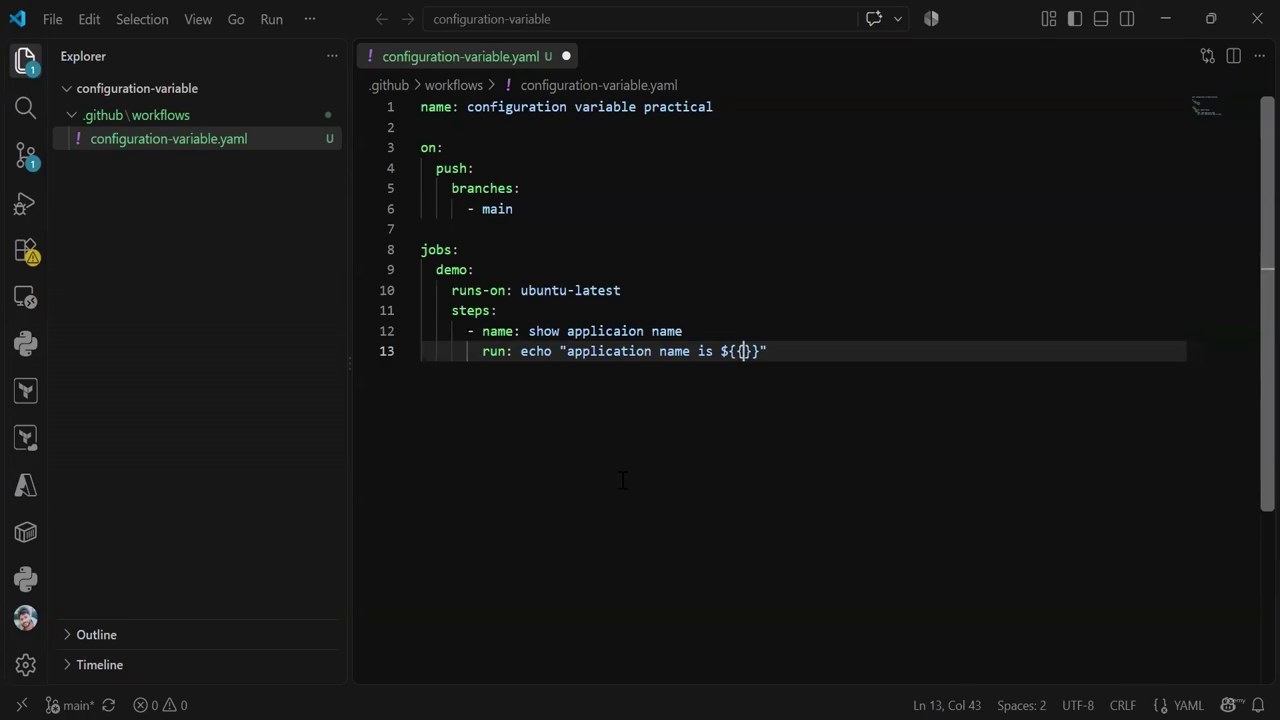 File Edit Selection View Go Run ··· configuration-variable
Explorer ···
configuration-variable
.github\workflows
configuration-variable.yaml U
Outline
Timeline
1
1
configuration-variable.yaml U
.github > workflows > configuration-variable.yaml
1 name: configuration variable practical
2
3 on:
4 push:
5 branches:
6 - main
7
8 jobs:
9 demo:
10 runs-on: ubuntu-latest
11 steps:
12 - name: show applicaion name
13 run: echo "application name is ${{}}"
main* 0 0 Ln 13, Col 43 Spaces: 2 UTF-8 CRLF {} YAML